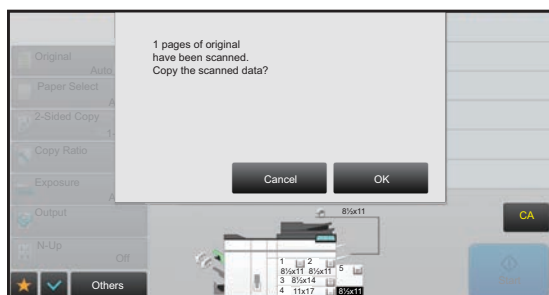 1 pages of original
have been scanned.
Copy the scanned data?
Cancel
OK
Original
Auto
Paper Select
A
2-Sided Copy
1-
Copy Ratio
Exposure
A
Output
N-Up
Off
Others
8½x11
CA
Start
1 2
8½x11 8½x11
5
3 8½x14
4 11x17
8½x11